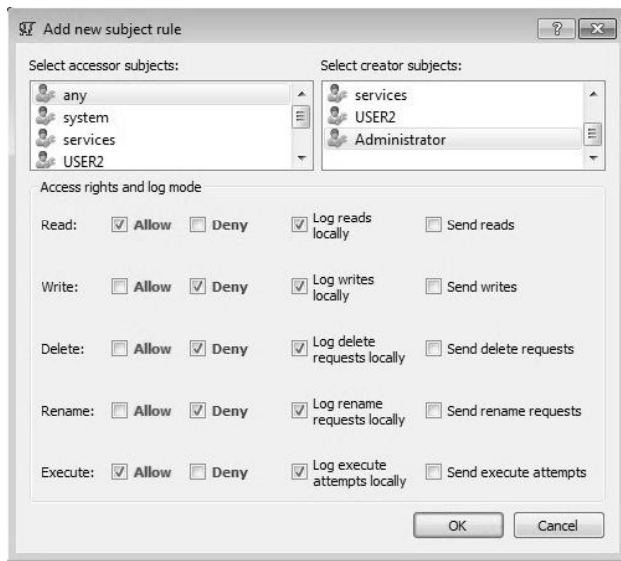 Add new subject rule
Select accessor subjects: Select creator subjects:
any
system
services
USER2
services
USER2
Administrator
Access rights and log mode
Read: Allow Deny Log reads locally Send reads
Write: Allow Deny Log writes locally Send writes
Delete: Allow Deny Log delete requests locally Send delete requests
Rename: Allow Deny Log rename requests locally Send rename requests
Execute: Allow Deny Log execute attempts locally Send execute attempts
OK Cancel